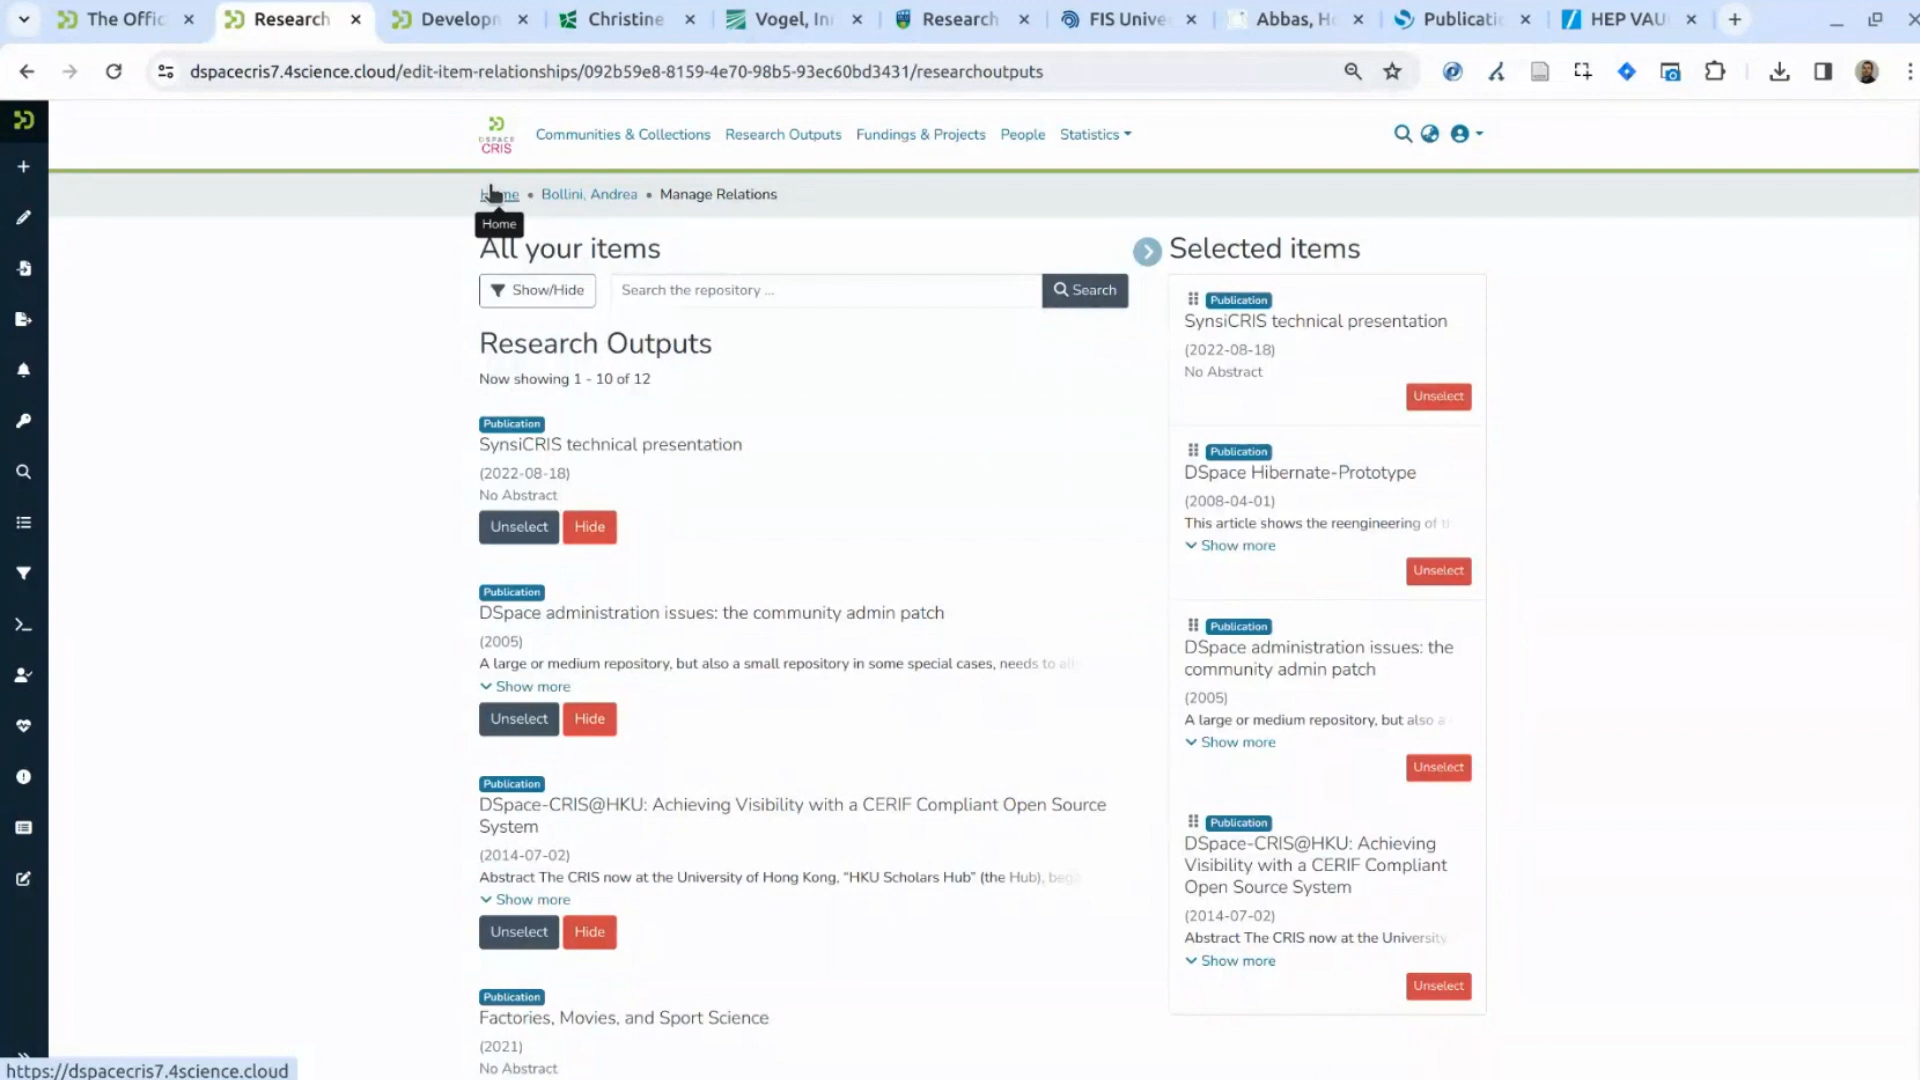 The Offic
Research
Developn
Christine
Vogel, Ini
Research
FIS Unive
Abbas, H
Publicati
HEP VAU
dspacecris7.4science.cloud/edit-item-relationships/092b59e8-8159-4e70-98b5-93ec60bd3431/researchoutputs
DSPACE
CRIS
Communities & Collections
Research Outputs
Fundings & Projects
People
Statistics
Home • Bollini, Andrea • Manage Relations
Home
All your items
Show/Hide
Search the repository ...
Search
Research Outputs
Now showing 1 - 10 of 12
Publication
SynsiCRIS technical presentation
(2022-08-18)
No Abstract
Unselect
Hide
Publication
DSpace administration issues: the community admin patch
(2005)
A large or medium repository, but also a small repository in some special cases, needs to all
Show more
Unselect
Hide
Publication
DSpace-CRIS@HKU: Achieving Visibility with a CERIF Compliant Open Source
System
(2014-07-02)
Abstract The CRIS now at the University of Hong Kong, “HKU Scholars Hub” (the Hub), bega
Show more
Unselect
Hide
Publication
Factories, Movies, and Sport Science
(2021)
No Abstract
Selected items
Publication
SynsiCRIS technical presentation
(2022-08-18)
No Abstract
Unselect
Publication
DSpace Hibernate-Prototype
(2008-04-01)
This article shows the reengineering of t
Show more
Unselect
Publication
DSpace administration issues: the
community admin patch
(2005)
A large or medium repository, but also a
Show more
Unselect
Publication
DSpace-CRIS@HKU: Achieving
Visibility with a CERIF Compliant
Open Source System
(2014-07-02)
Abstract The CRIS now at the University
Show more
Unselect
https://dspacecris7.4science.cloud